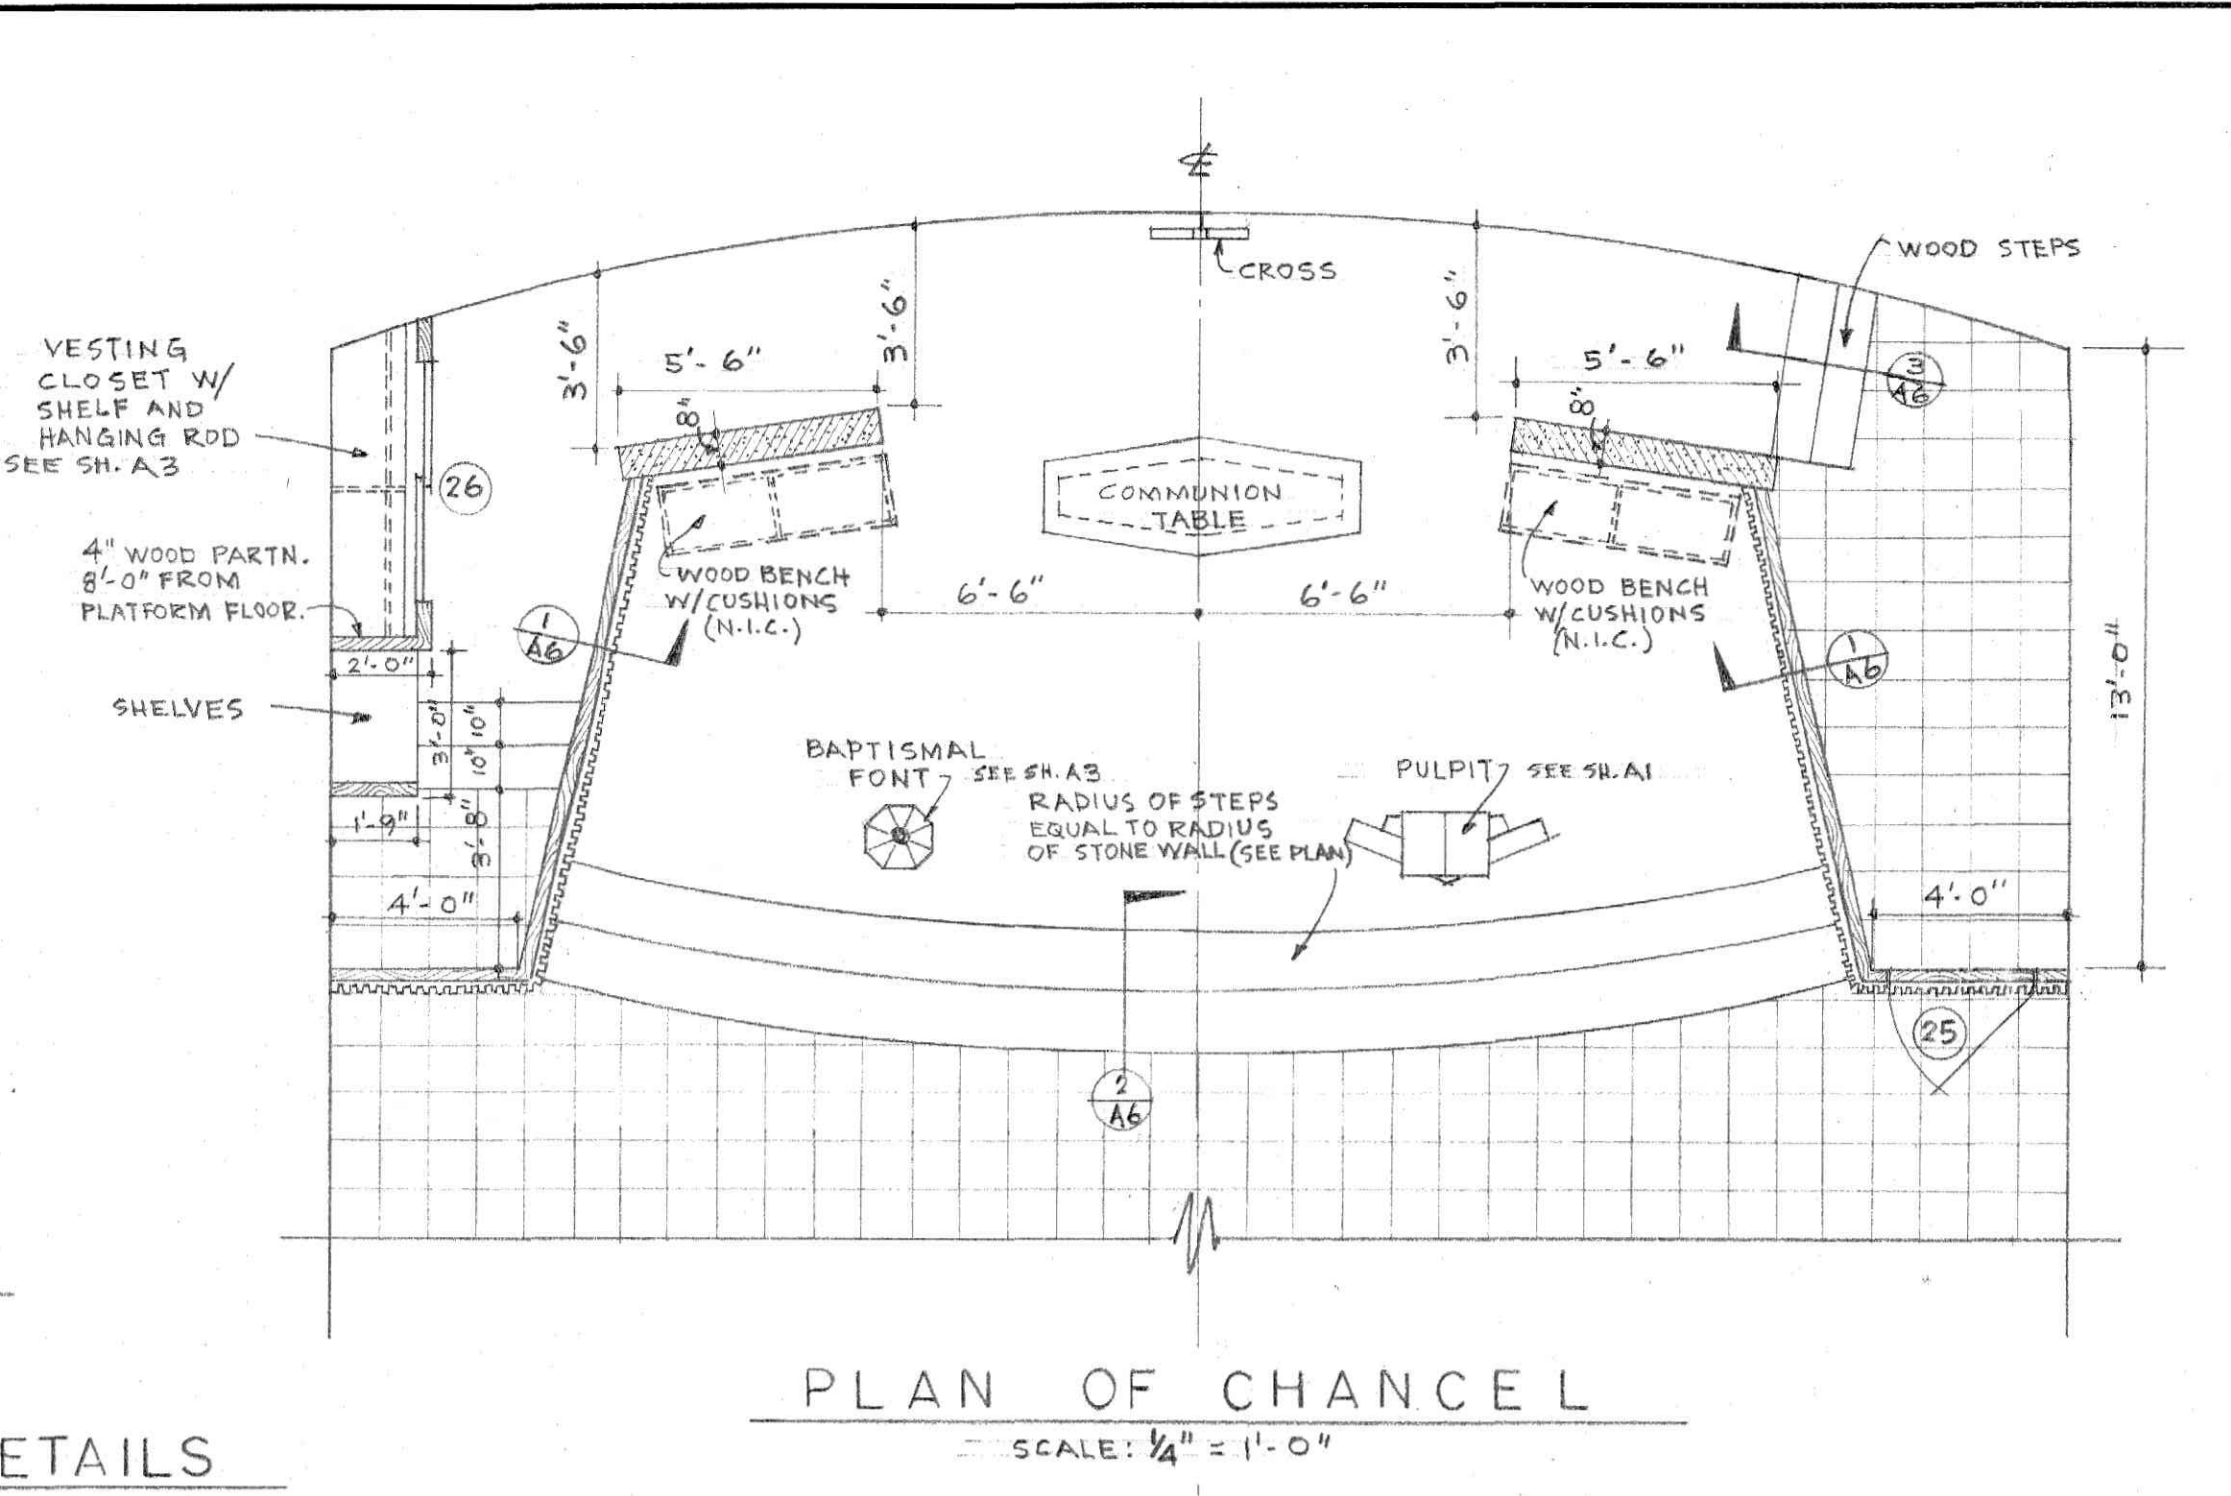 ℄
CROSS
WOOD STEPS
3'-6"
5'-6"
3'-6"
8"
3'-6"
5'-6"
8"
3
A6
VESTING
CLOSET W/
SHELF AND
HANGING ROD
SEE SH. A3
26
COMMUNION
TABLE
4" WOOD PARTN.
8'-0" FROM
PLATFORM FLOOR.
WOOD BENCH
W/CUSHIONS
(N.I.C.)
6'-6"
6'-6"
WOOD BENCH
W/CUSHIONS
(N.I.C.)
1
A6
1
A6
13'-0"
2'-0"
SHELVES
3'-0"
10"
10"
3'-8"
1'-9"
4'-0"
BAPTISMAL
FONT SEE SH. A3
RADIUS OF STEPS
EQUAL TO RADIUS
OF STONE WALL (SEE PLAN)
PULPIT SEE SH. A1
4'-0"
25
2
A6
PLAN OF CHANCEL
SCALE: 1/4" = 1'-0"
ETAILS